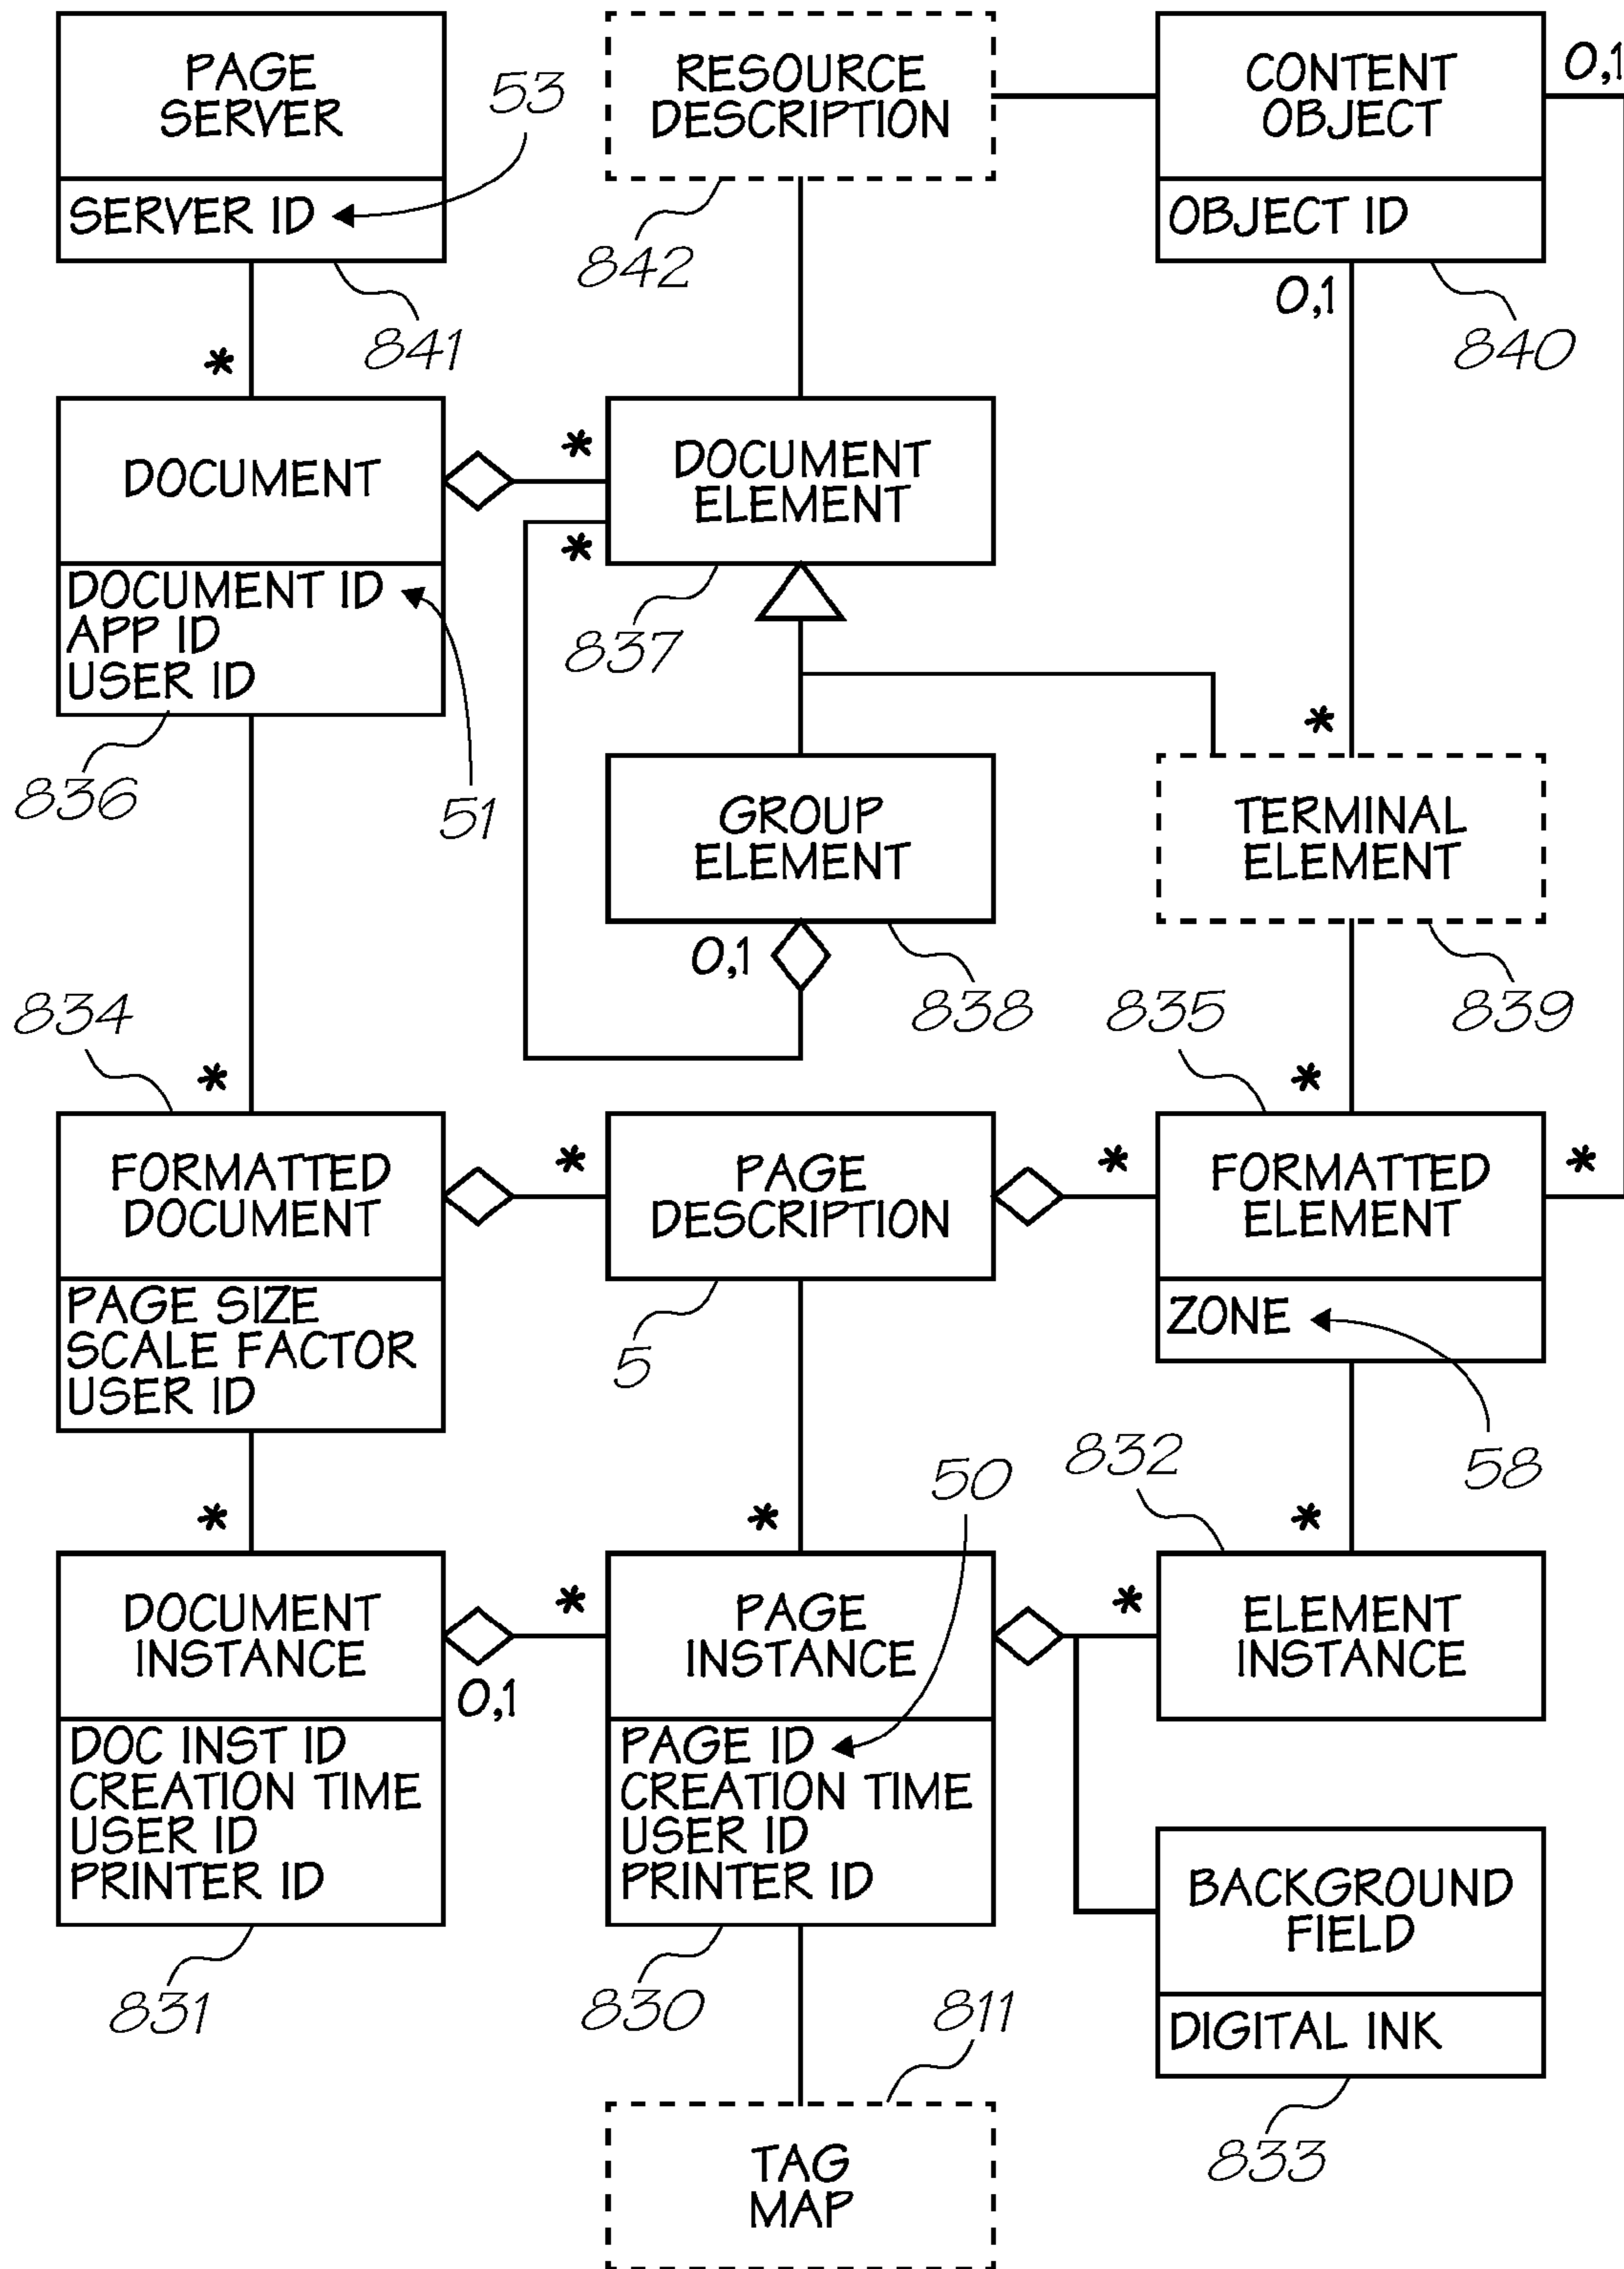 PAGE
SERVER
SERVER ID
53
841
RESOURCE
DESCRIPTION
842
CONTENT
OBJECT
OBJECT ID
0,1
0,1
840
*
DOCUMENT
DOCUMENT ID
APP ID
USER ID
836
51
*
*
DOCUMENT
ELEMENT
837
GROUP
ELEMENT
0,1
838
*
TERMINAL
ELEMENT
839
834
*
FORMATTED
DOCUMENT
PAGE SIZE
SCALE FACTOR
USER ID
*
PAGE
DESCRIPTION
5
835
*
*
*
FORMATTED
ELEMENT
ZONE
58
*
DOCUMENT
INSTANCE
0,1
DOC INST ID
CREATION TIME
USER ID
PRINTER ID
831
*
*
50
PAGE
INSTANCE
PAGE ID
CREATION TIME
USER ID
PRINTER ID
830
832
*
*
ELEMENT
INSTANCE
BACKGROUND
FIELD
DIGITAL INK
833
811
TAG
MAP